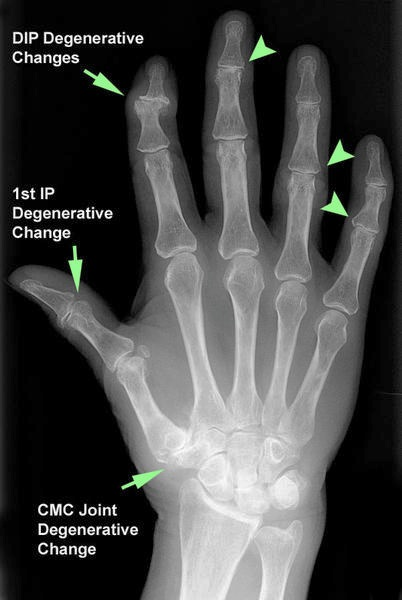 DIP Degenerative
Changes
1st IP
Degenerative
Change
CMC Joint
Degenerative
Change